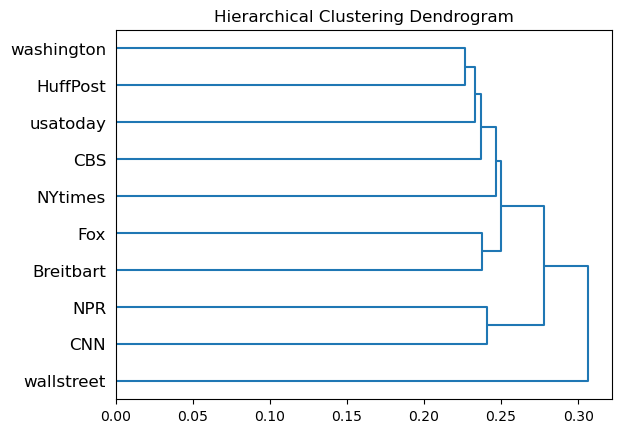 Hierarchical Clustering Dendrogram
washington
HuffPost
usatoday
CBS
NYtimes
Fox
Breitbart
NPR
CNN
wallstreet
0.00 0.05 0.10 0.15 0.20 0.25 0.30